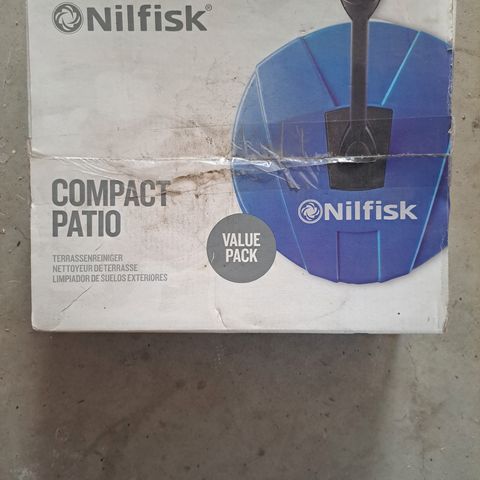 Nilfisk®
COMPACT
PATIO
TERRASSENREINIGER
NETTOYEUR DE TERRASSE
LIMPIADOR DE SUELOS EXTERIORES
VALUE
PACK
Nilfisk